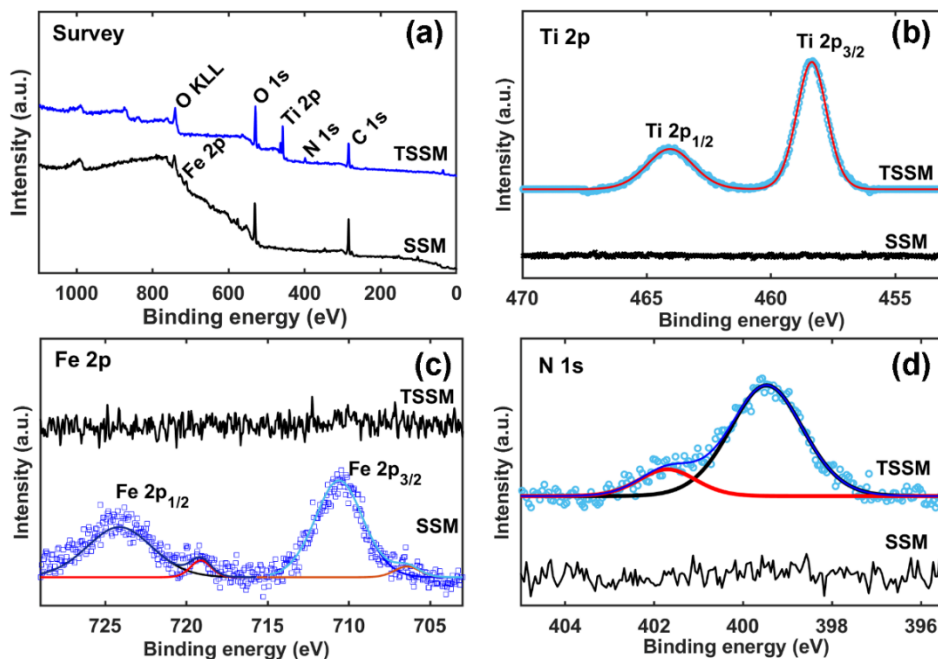 Survey
(a)
O KLL
Fe 2p
O 1s
Ti 2p
N 1s
C 1s
TSSM
SSM
Intensity (a.u.)
1000 800 600 400 200 0
Binding energy (eV)
Ti 2p
(b)
Ti 2p3/2
Ti 2p1/2
TSSM
SSM
Intensity (a.u.)
470 465 460 455
Binding energy (eV)
Fe 2p
(c)
TSSM
Fe 2p3/2
Fe 2p1/2
SSM
Intensity (a.u.)
725 720 715 710 705
Binding energy (eV)
N 1s
(d)
TSSM
SSM
Intensity (a.u.)
404 402 400 398 396
Binding energy (eV)